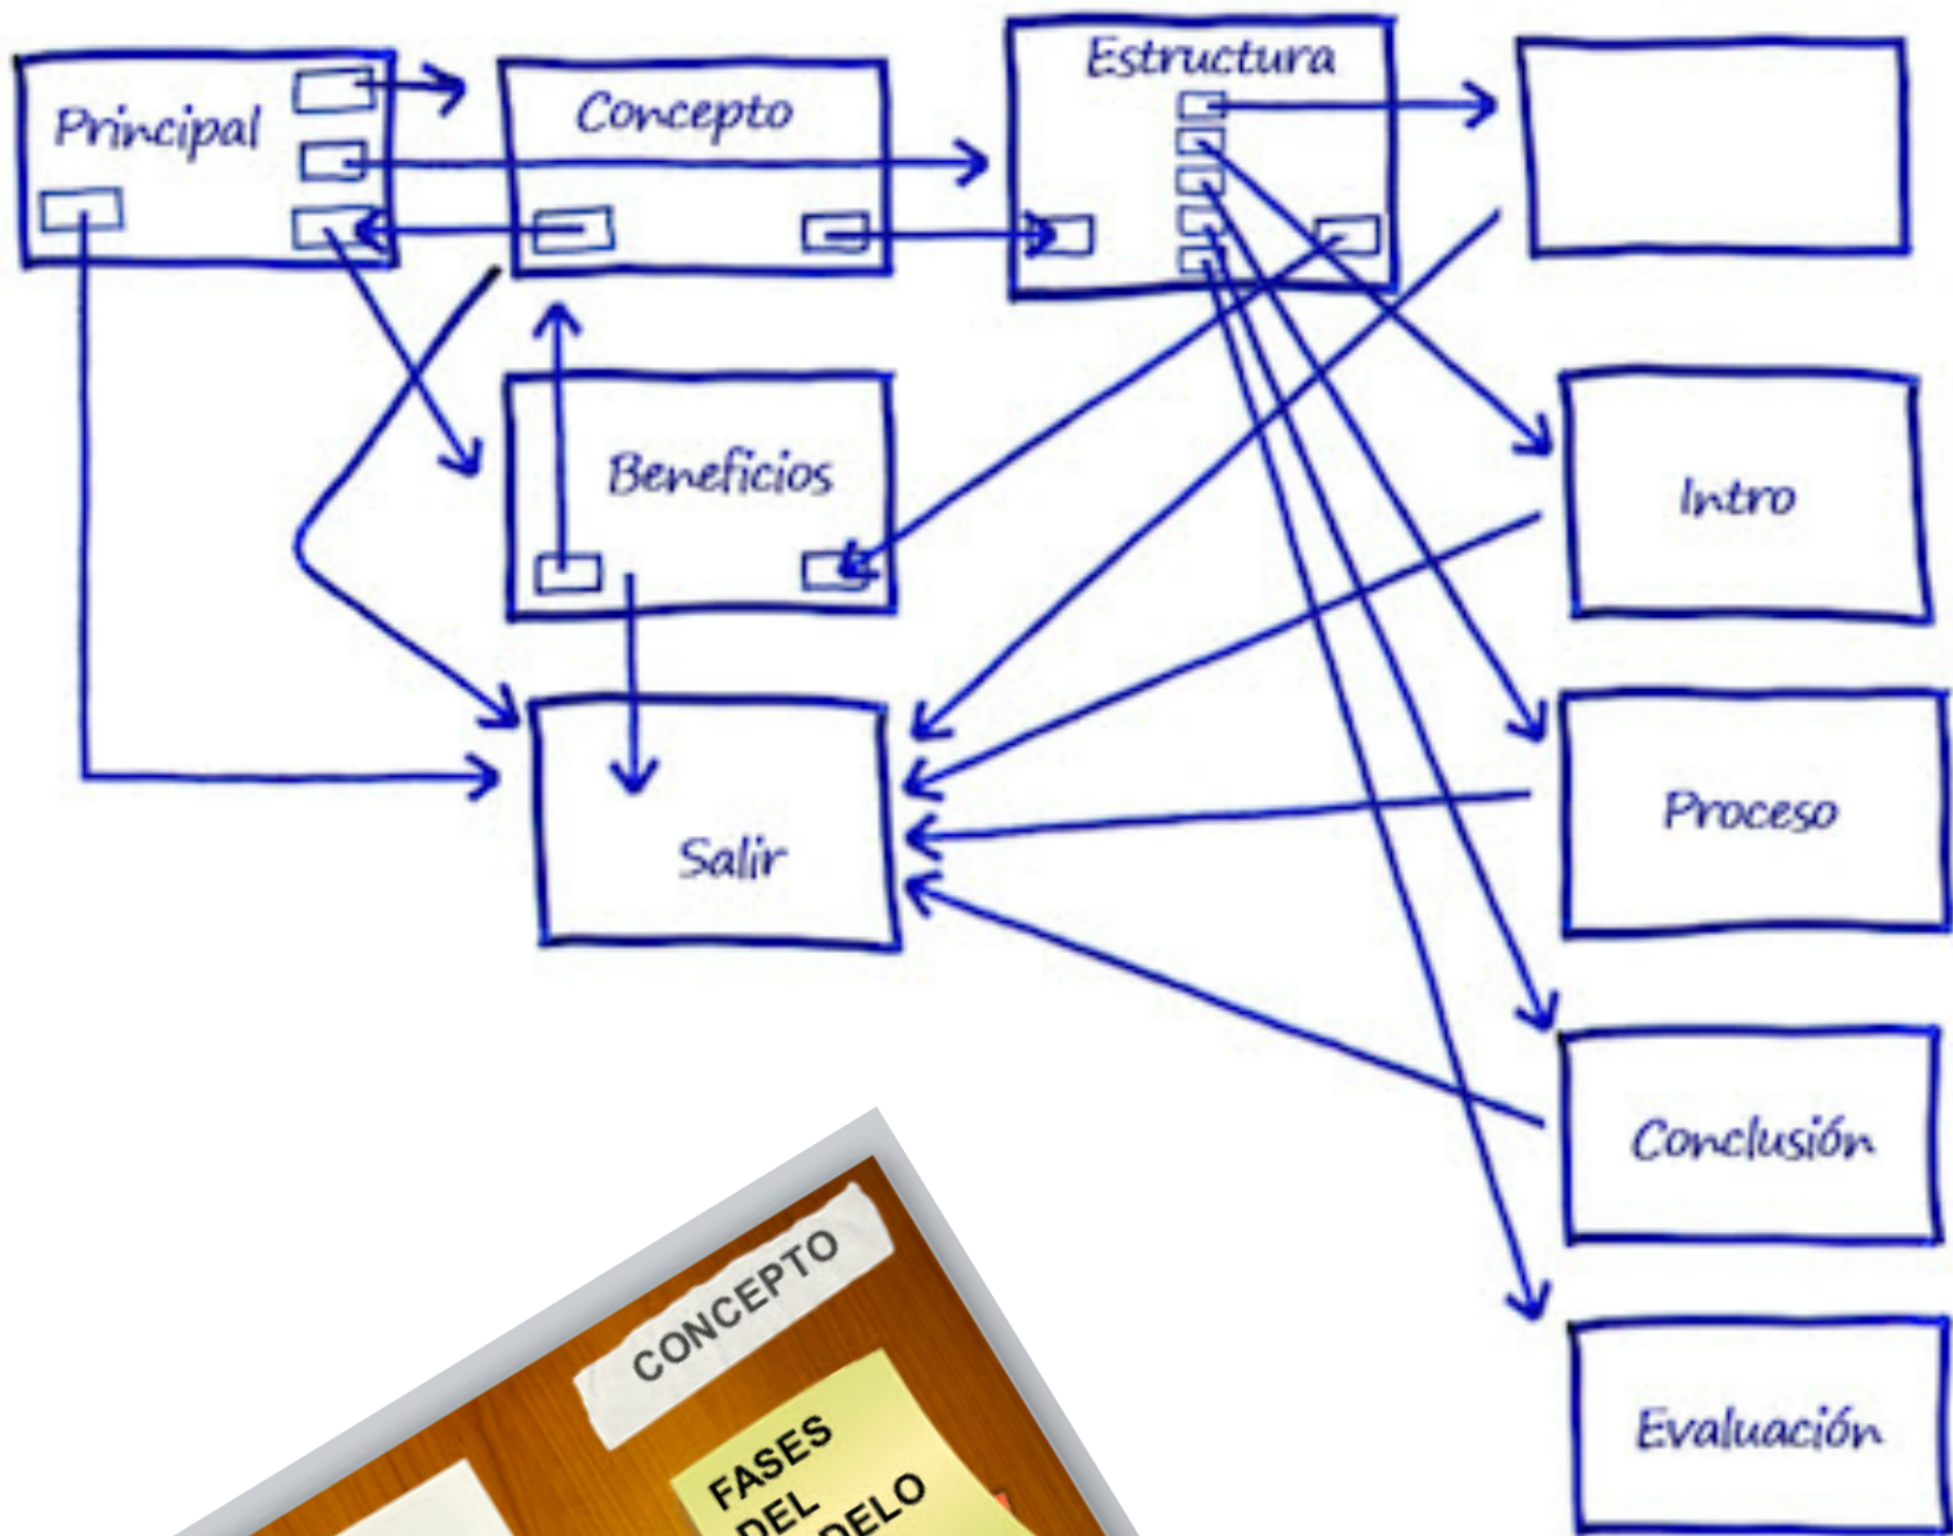 Principal
Concepto
Estructura
Beneficios
Intro
Salir
Proceso
Conclusión
Evaluación
CONCEPTO
FASES
DEL